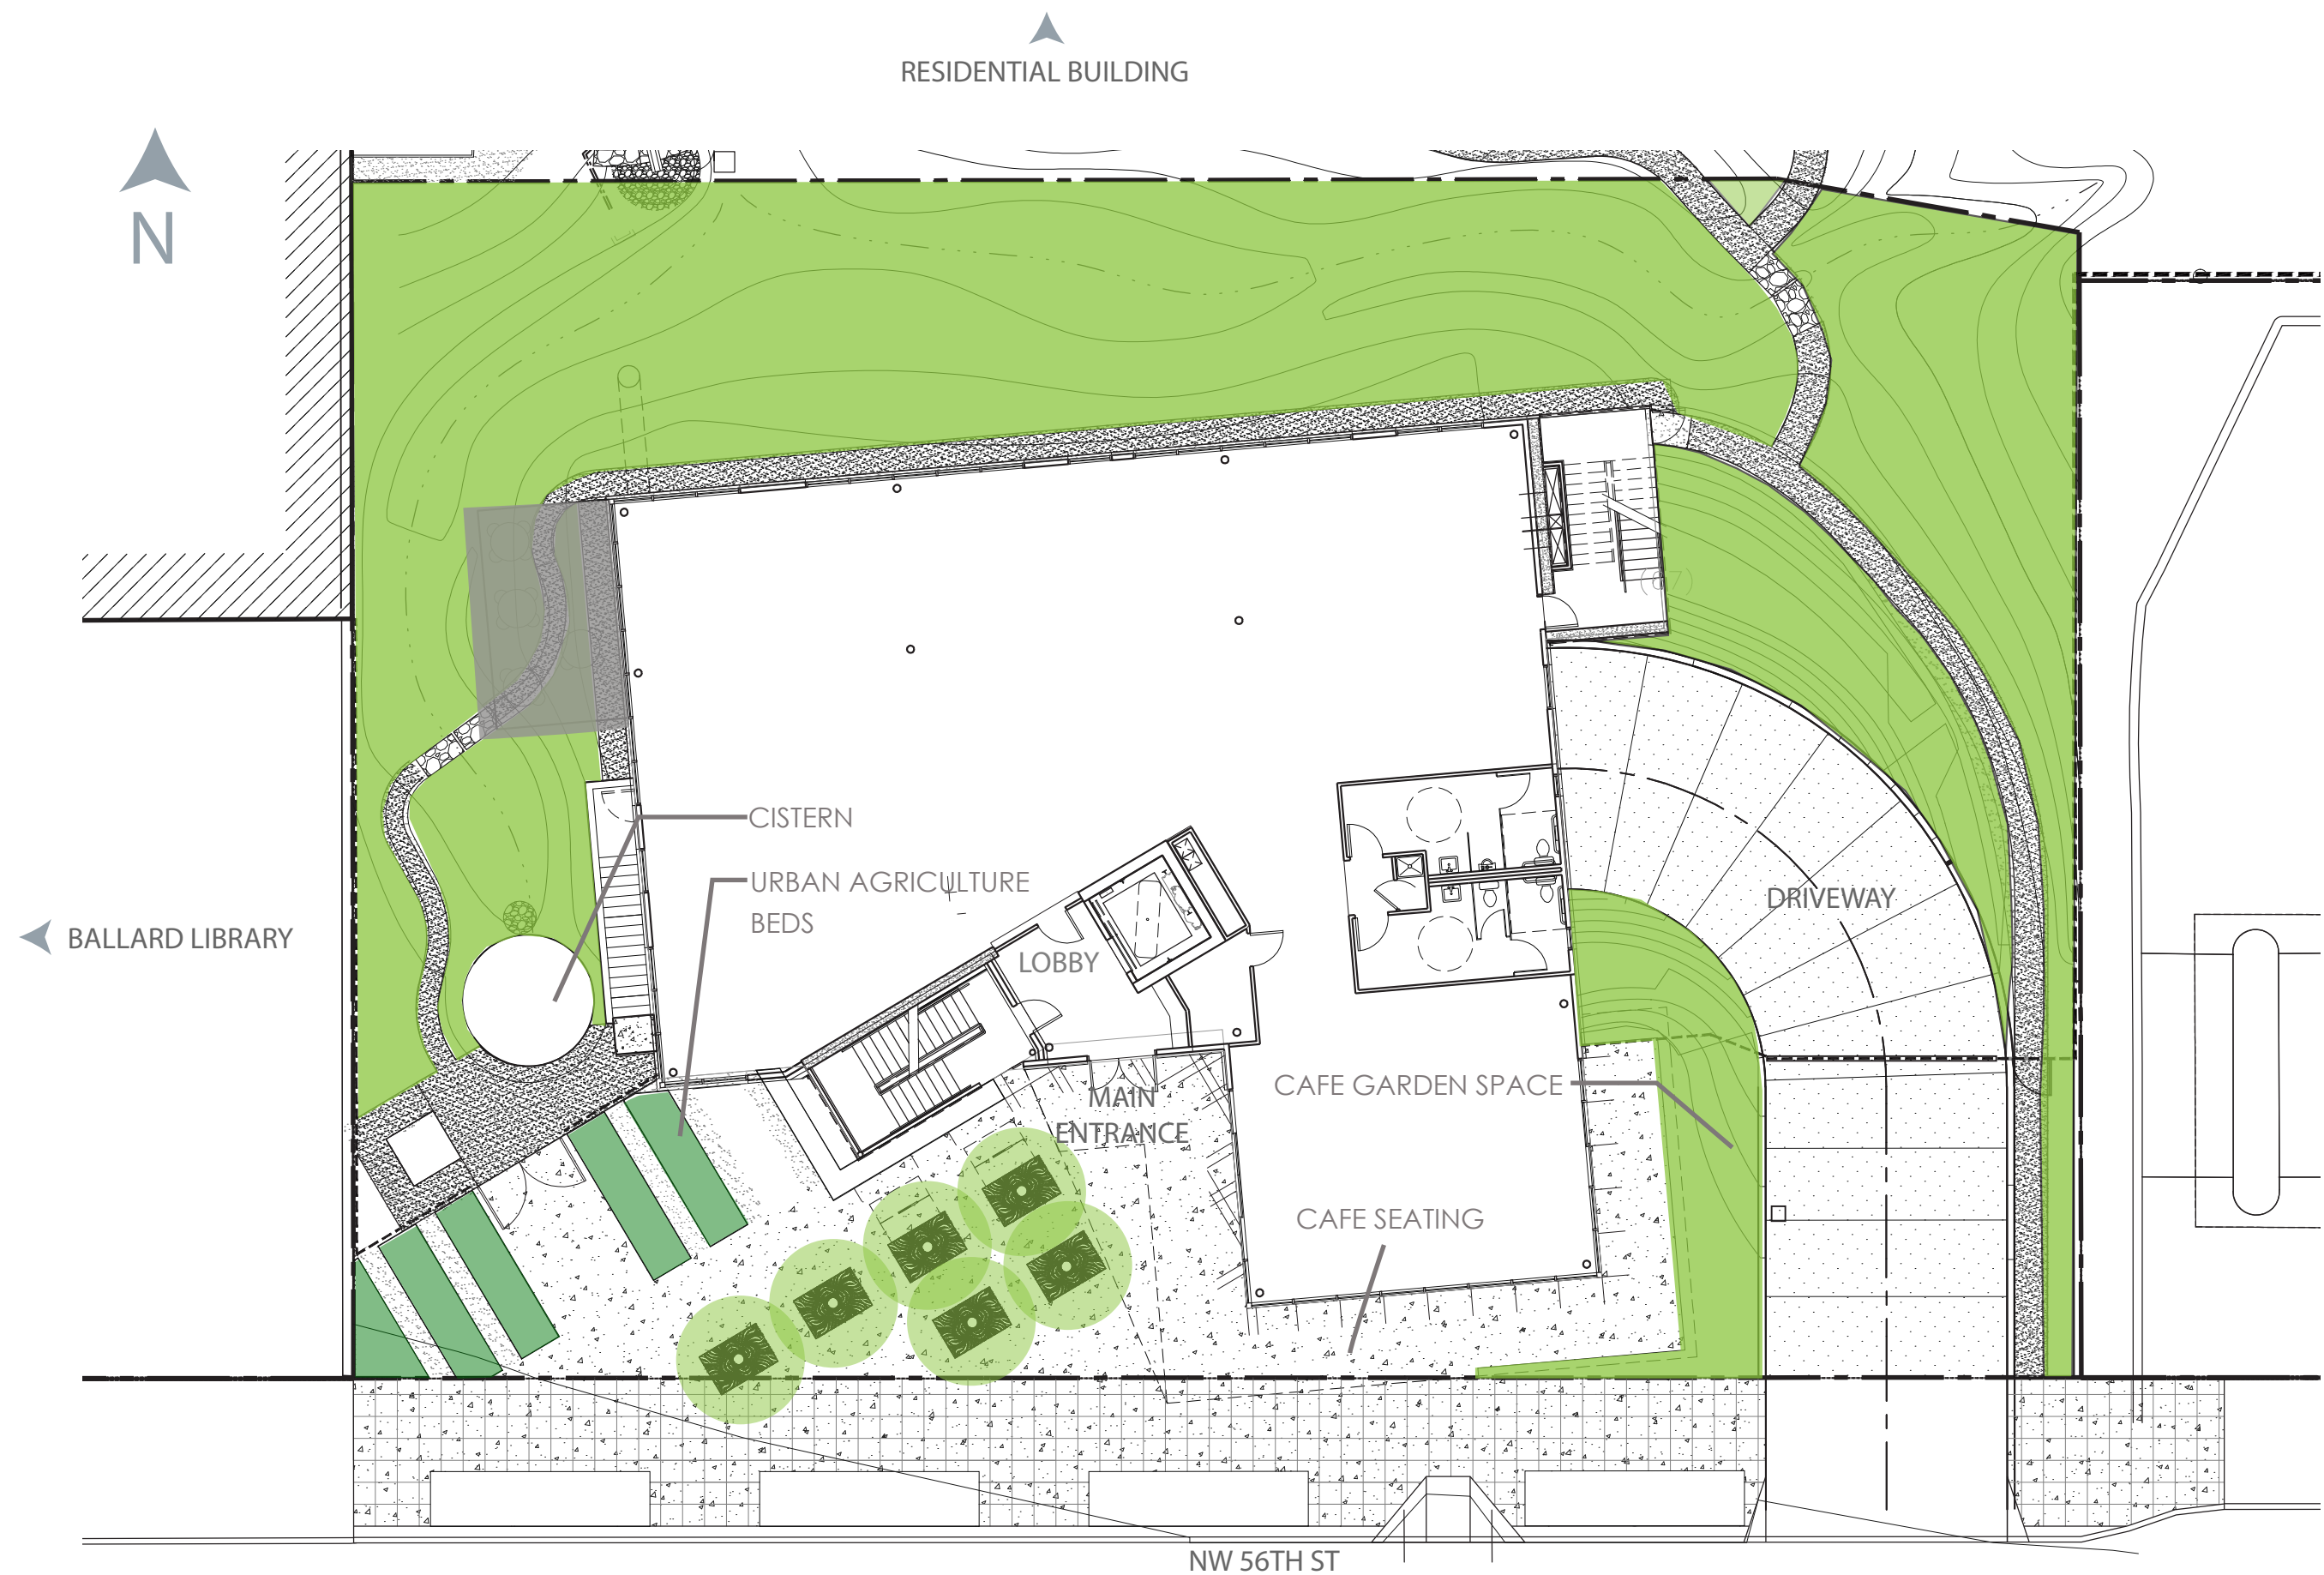 RESIDENTIAL BUILDING
N
(67)
CISTERN
URBAN AGRICULTURE
BEDS
DRIVEWAY
BALLARD LIBRARY
LOBBY
CAFE GARDEN SPACE
MAIN
ENTRANCE
CAFE SEATING
NW 56TH ST